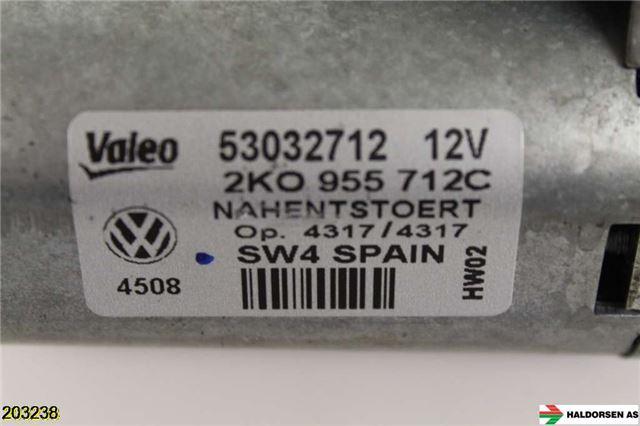 Valeo 53032712 12V
2K0 955 712C
NAHENTSTOERT
Op. 4317/4317
SW4 SPAIN
4508
HW02
203238
HALDORSEN AS